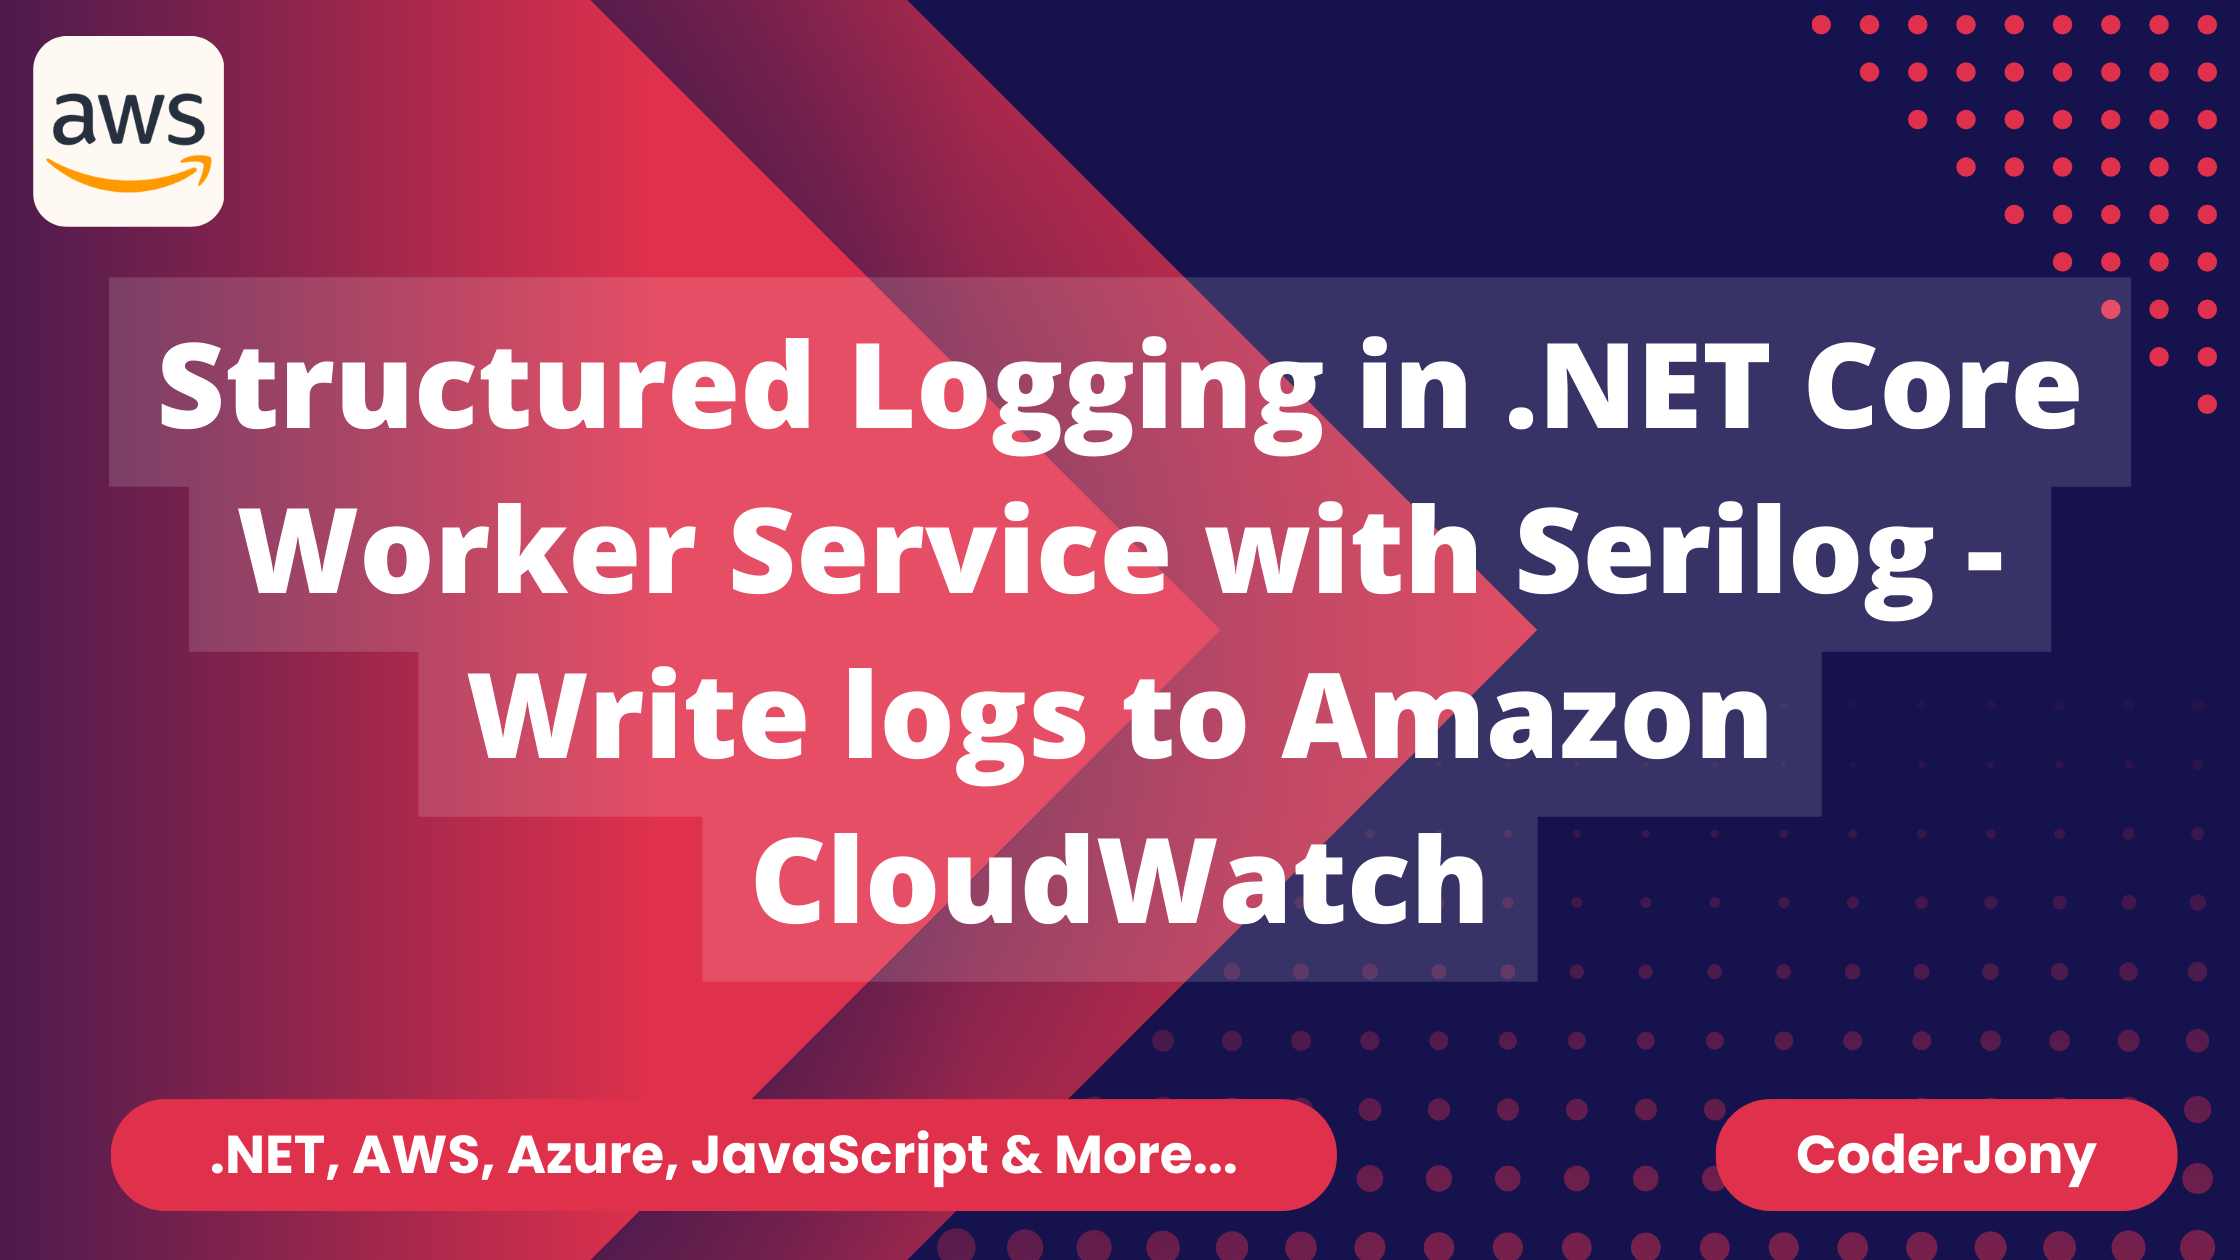 aws
Structured Logging in .NET Core
Worker Service with Serilog -
Write logs to Amazon
CloudWatch
.NET, AWS, Azure, JavaScript & More...
CoderJony